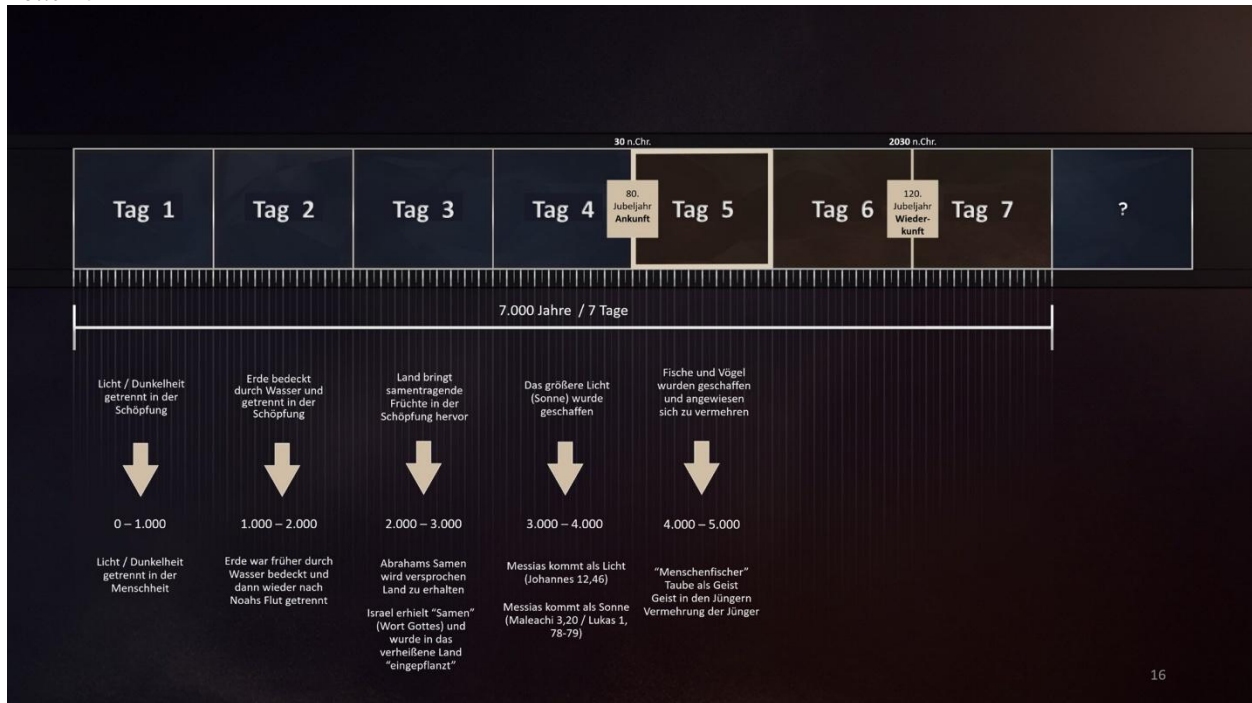 30 n.Chr.
2030 n.Chr.
Tag 1
Tag 2
Tag 3
Tag 4
80.
Jubeljahr
Ankunft
Tag 5
Tag 6
120.
Jubeljahr
Wieder-
kunft
Tag 7
?
7.000 Jahre / 7 Tage
Licht / Dunkelheit
getrennt in der
Schöpfung
Erde bedeckt
durch Wasser und
getrennt in der
Schöpfung
Land bringt
samentragende
Früchte in der
Schöpfung hervor
Das größere Licht
(Sonne) wurde
geschaffen
Fische und Vögel
wurden geschaffen
und angewiesen
sich zu vermehren
0 – 1.000
1.000 – 2.000
2.000 – 3.000
3.000 – 4.000
4.000 – 5.000
Licht / Dunkelheit
getrennt in der
Menschheit
Erde war früher durch
Wasser bedeckt und
dann wieder nach
Noahs Flut getrennt
Abrahams Samen
wird versprochen
Land zu erhalten
Israel erhielt “Samen”
(Wort Gottes) und
wurde in das
verheißene Land
“eingepflanzt”
Messias kommt als Licht
(Johannes 12,46)
Messias kommt als Sonne
(Maleachi 3,20 / Lukas 1,
78-79)
“Menschenfischer”
Taube als Geist
Geist in den Jüngern
Vermehrung der Jünger
16